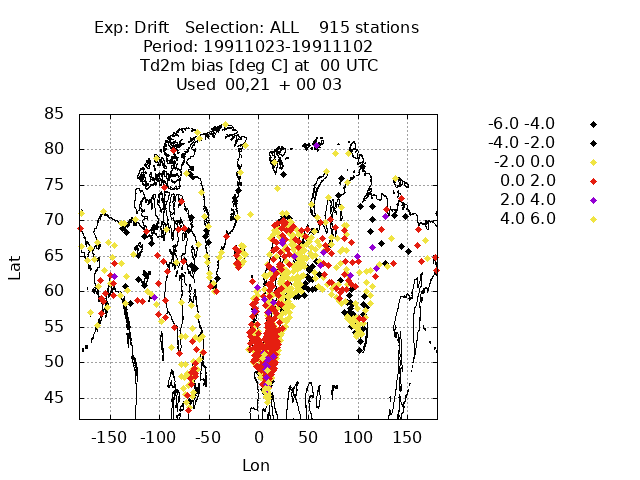 Exp: Drift   Selection: ALL    915 stations
Period: 19911023-19911102
Td2m bias [deg C] at  00 UTC
Used  00,21  + 00 03
85
80
75
70
65
60
55
50
45
Lat
-150 -100 -50 0 50 100 150
Lon
-6.0 -4.0
-4.0 -2.0
-2.0 0.0
0.0 2.0
2.0 4.0
4.0 6.0